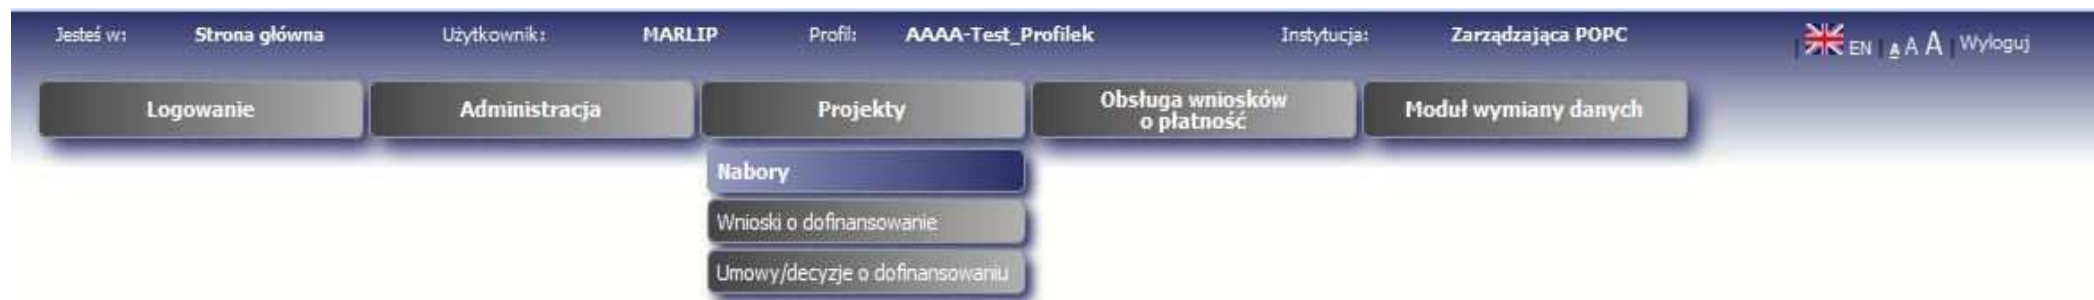 Jesteś w: Strona główna Użytkownik: MARLIP Profil: AAAA-Test_Profilek Instytucja: Zarządzająca POPC | EN | A A A | Wyloguj
Logowanie Administracja Projekty Obsługa wniosków o płatność Moduł wymiany danych
Nabory
Wnioski o dofinansowanie
Umowy/decyzje o dofinansowaniu